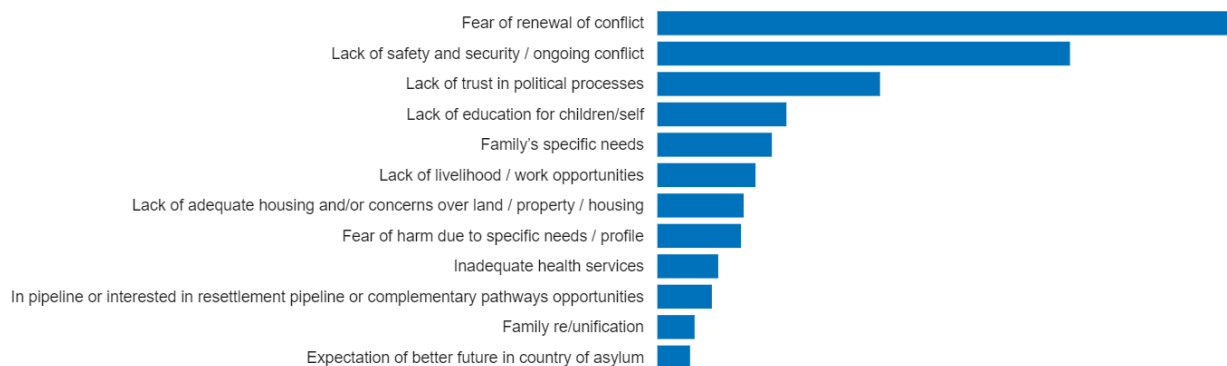 Fear of renewal of conflict
Lack of safety and security / ongoing conflict
Lack of trust in political processes
Lack of education for children/self
Family’s specific needs
Lack of livelihood / work opportunities
Lack of adequate housing and/or concerns over land / property / housing
Fear of harm due to specific needs / profile
Inadequate health services
In pipeline or interested in resettlement pipeline or complementary pathways opportunities
Family re/unification
Expectation of better future in country of asylum